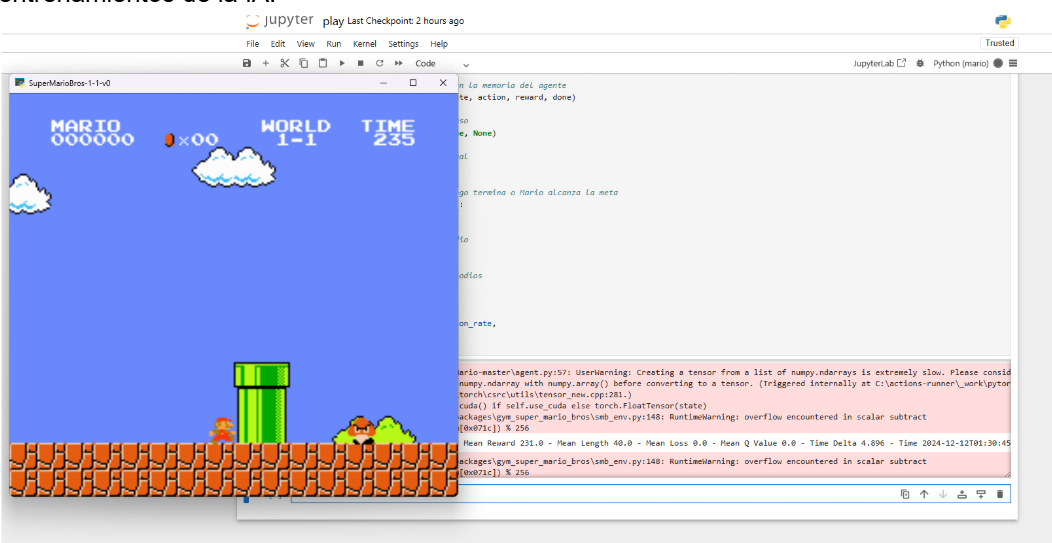 entrenamientos de la IA.
jupyter play Last Checkpoint: 2 hours ago
File Edit View Run Kernel Settings Help
Trusted
Code
JupyterLab
Python (mario)
SuperMarioBros-1-1-v0
MARIO WORLD TIME
000000 ×00 1-1 235
n la memoria del agente
te, action, reward, done)
so
e, None)
al
go termina o Mario alcanza la meta
:
io
odios
on_rate,
ario-master\agent.py:57: UserWarning: Creating a tensor from a list of numpy.ndarrays is extremely slow. Please consid
numpy.ndarray with numpy.array() before converting to a tensor. (Triggered internally at C:\actions-runner\_work\pytor
torch\csrc\utils\tensor_new.cpp:281.)
cuda() if self.use_cuda else torch.FloatTensor(state)
ackages\gym_super_mario_bros\smb_env.py:148: RuntimeWarning: overflow encountered in scalar subtract
[0x071c]) % 256
Mean Reward 231.0 - Mean Length 40.0 - Mean Loss 0.0 - Mean Q Value 0.0 - Time Delta 4.896 - Time 2024-12-12T01:30:45
ackages\gym_super_mario_bros\smb_env.py:148: RuntimeWarning: overflow encountered in scalar subtract
[0x071c]) % 256